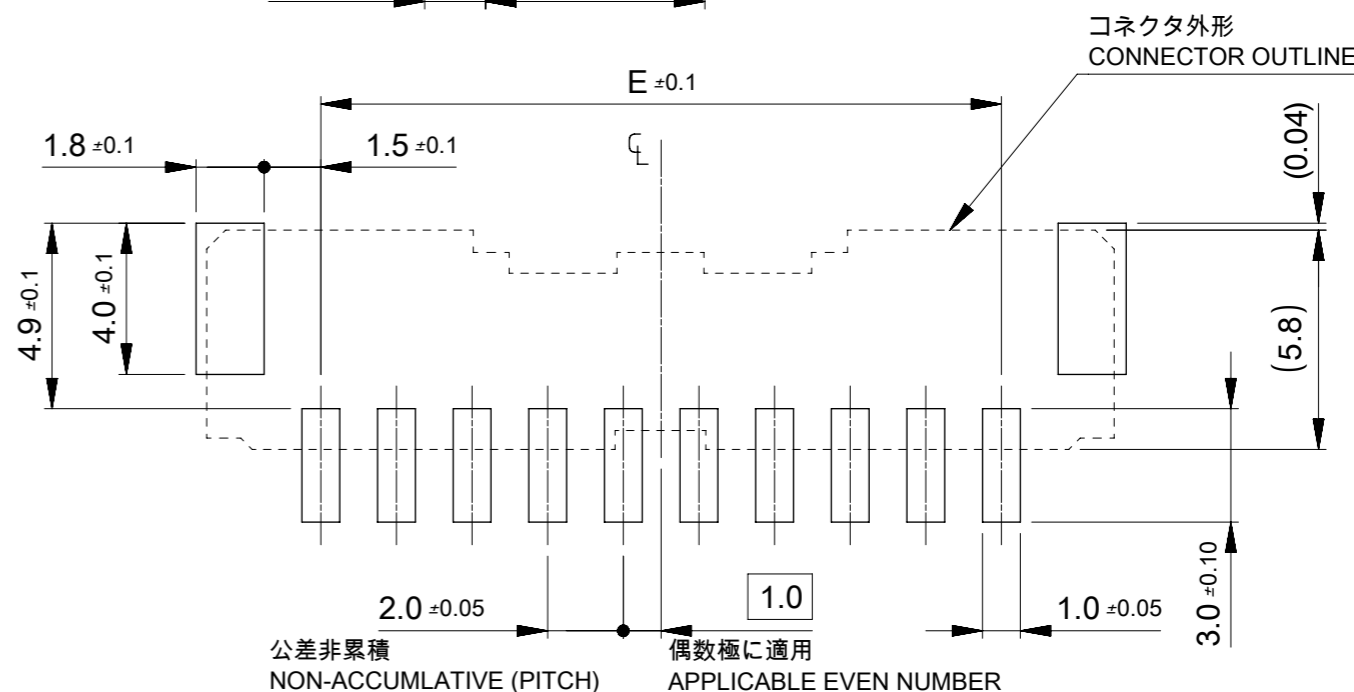 コネクタ外形
CONNECTOR OUTLINE
E ±0.1
1.8 ±0.1
1.5 ±0.1
(0.04)
4.9 ±0.1
4.0 ±0.1
(5.8)
2.0 ±0.05
1.0
1.0 ±0.05
3.0 ±0.10
公差非累積
NON-ACCUMLATIVE (PITCH)
偶数極に適用
APPLICABLE EVEN NUMBER